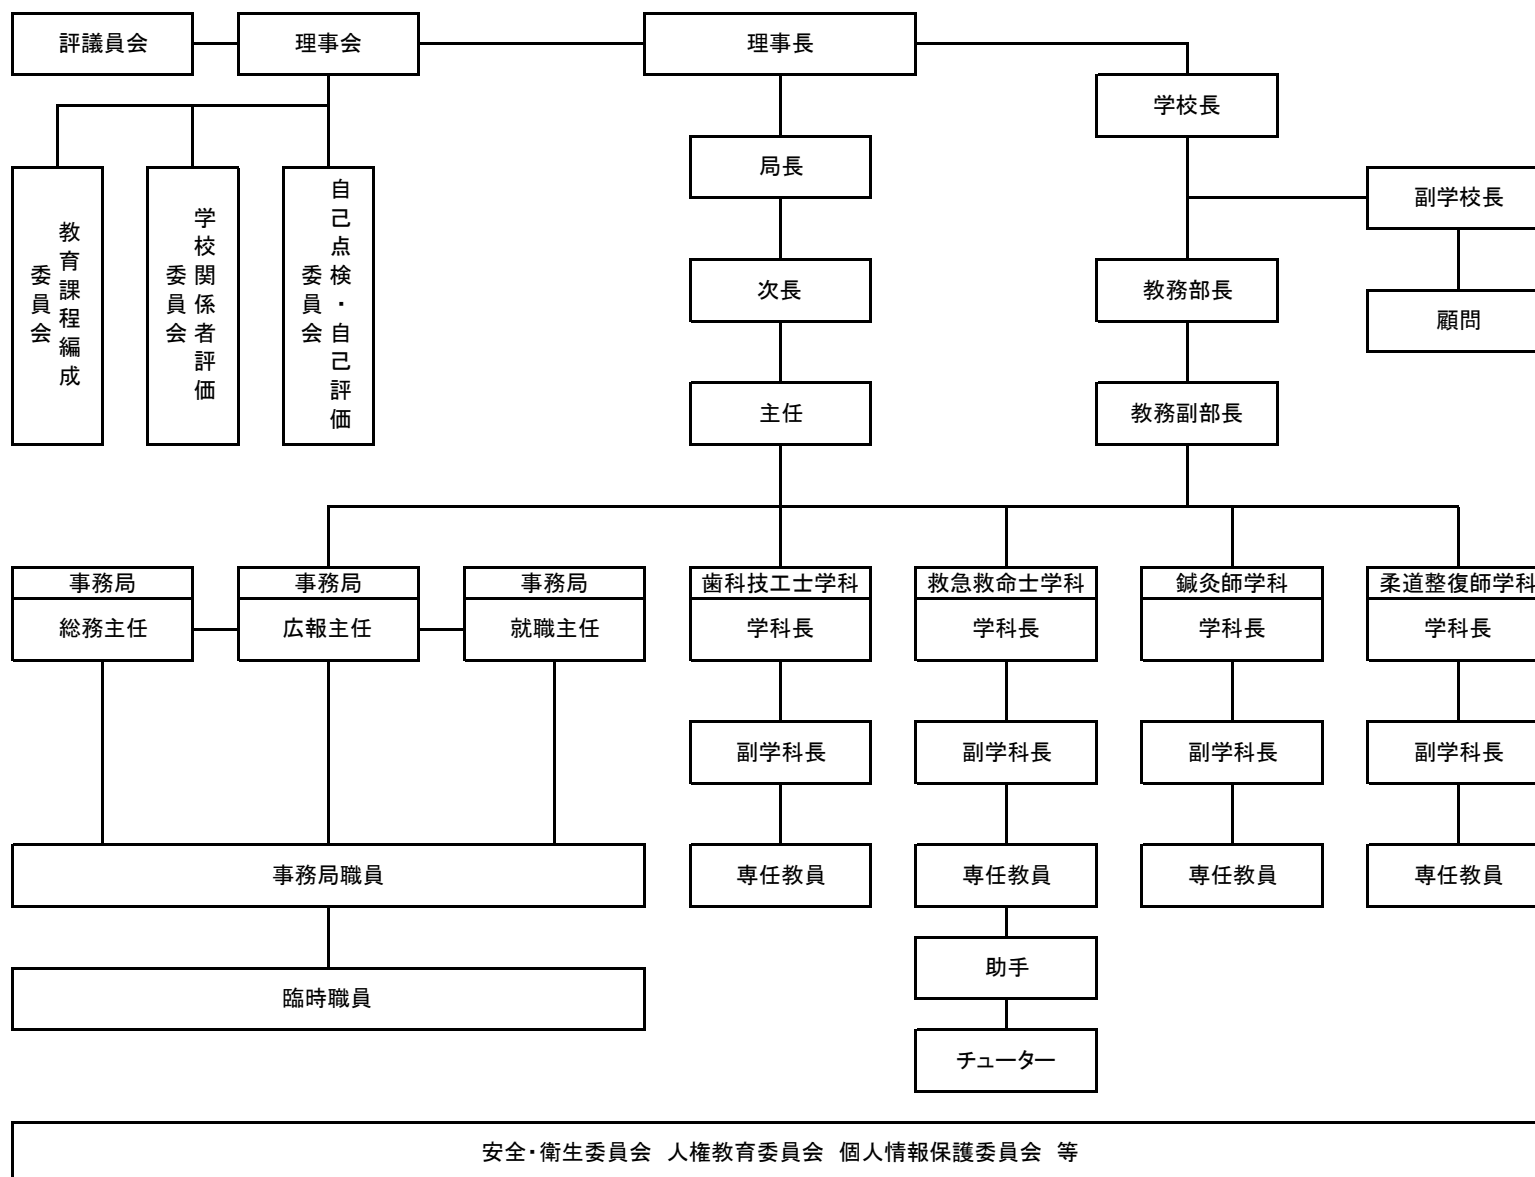 評議員会
理事会
理事長
学校長
局長
副学校長
教育課程編成
委員会
学校関係者評価
委員会
自己点検・自己評価
委員会
次長
教務部長
顧問
主任
教務副部長
事務局
総務主任
事務局
広報主任
事務局
就職主任
歯科技工士学科
学科長
救急救命士学科
学科長
鍼灸師学科
学科長
柔道整復師学科
学科長
副学科長
副学科長
副学科長
副学科長
事務局職員
専任教員
専任教員
専任教員
専任教員
助手
臨時職員
チューター
安全・衛生委員会　人権教育委員会　個人情報保護委員会　等